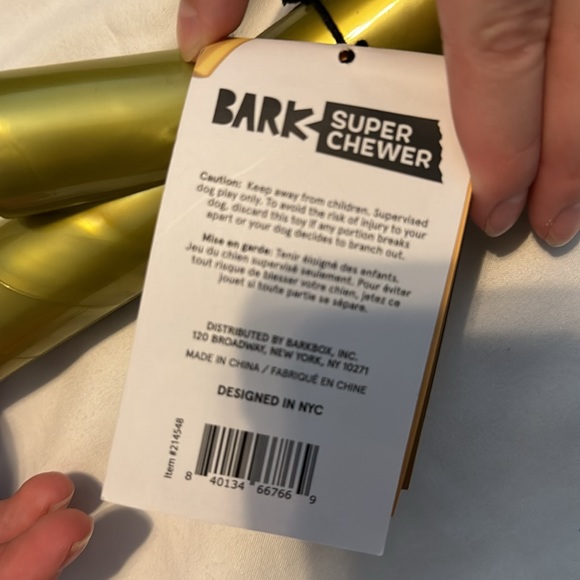 BARK SUPER
CHEWER
Caution: Keep away from children. Supervised
dog play only. To avoid the risk of injury to your
dog, discard this toy if any portion breaks
apart or your dog decides to branch out.
Mise en garde: Tenir éloigné des enfants.
Jeu du chien supervisé seulement. Pour éviter
tout risque de blesser votre chien, jetez ce
jouet si toute partie se sépare.
DISTRIBUTED BY BARKBOX, INC.
120 BROADWAY, NEW YORK, NY 10271
MADE IN CHINA / FABRIQUÉ EN CHINE
DESIGNED IN NYC
Item #214548
8 40134 66766 9